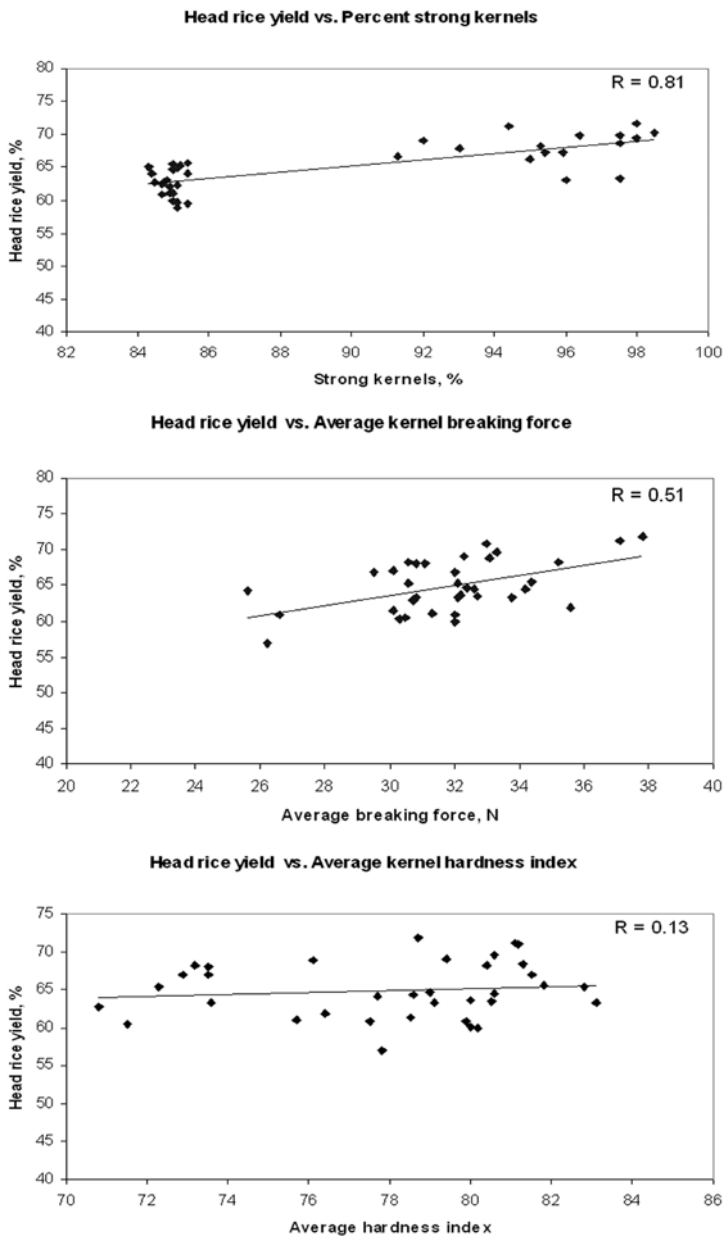 Head rice yield vs. Percent strong kernels
R = 0.81
80
75
70
65
60
55
50
45
40
Head rice yield, %
82 84 86 88 90 92 94 96 98 100
Strong kernels, %
Head rice yield vs. Average kernel breaking force
R = 0.51
80
75
70
65
60
55
50
45
40
Head rice yield, %
20 22 24 26 28 30 32 34 36 38 40
Average breaking force, N
Head rice yield vs. Average kernel hardness index
R = 0.13
75
70
65
60
55
50
45
40
Head rice yield, %
70 72 74 76 78 80 82 84 86
Average hardness index